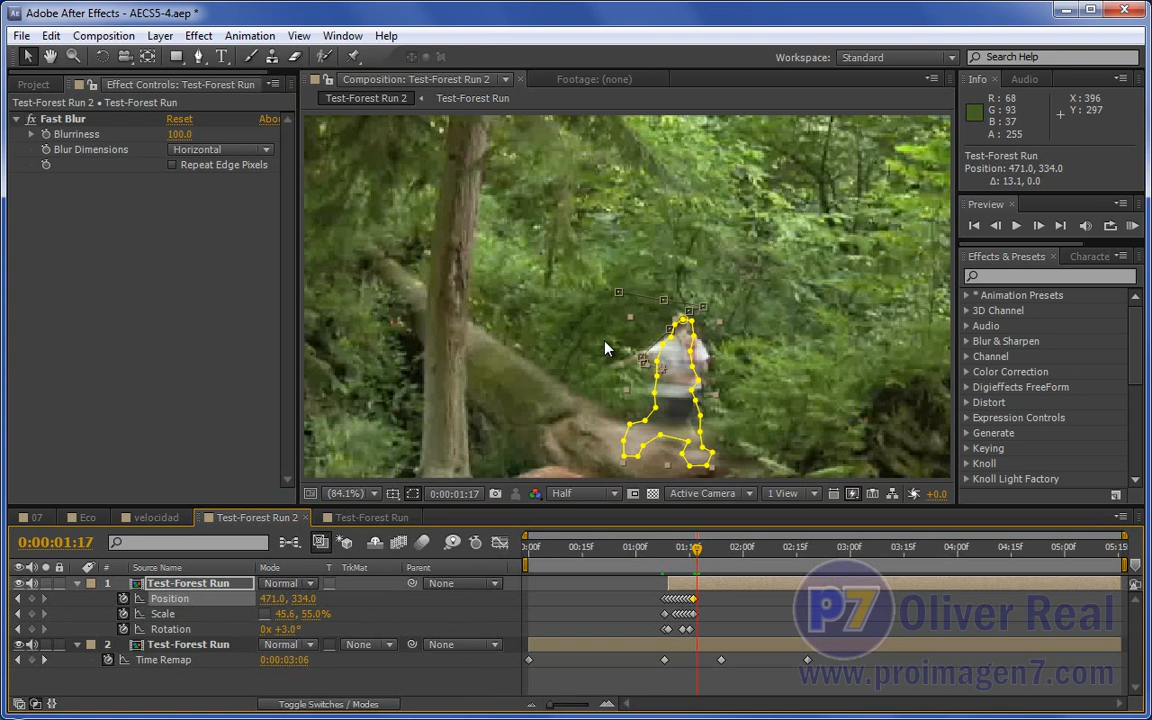 Adobe After Effects - AECS5-4.aep *
File Edit Composition Layer Effect Animation View Window Help
Workspace: Standard Search Help
Project Effect Controls: Test-Forest Run
Composition: Test-Forest Run 2 Footage: (none)
Info Audio
Test-Forest Run 2 • Test-Forest Run
Test-Forest Run 2 Test-Forest Run
Fast Blur Reset Abou
Blurriness 100.0
Blur Dimensions Horizontal
Repeat Edge Pixels
R: 68 X: 396
G: 93 Y: 297
B: 37
A: 255
Test-Forest Run
Position: 471.0, 334.0
Δ: 13.1, 0.0
Preview
Effects & Presets Characte
* Animation Presets
3D Channel
Audio
Blur & Sharpen
Channel
Color Correction
Digieffects FreeForm
Distort
Expression Controls
Generate
Keying
Knoll
Knoll Light Factory
(84.1%) 0:00:01:17 Half Active Camera 1 View +0.0
07 Eco velocidad Test-Forest Run 2 Test-Forest Run
0:00:01:17
:00f 00:15f 01:00f 02:00f 02:15f 03:00f 03:15f 04:00f 04:15f 05:00f 05:15
# Source Name Mode T TrkMat Parent
1 Test-Forest Run Normal None
Position 471.0, 334.0
Scale 45.6, 55.0%
Rotation 0x +3.0°
2 Test-Forest Run Normal None None
Time Remap 0:00:03:06
P7 Oliver Real
www.proimagen7.com
Toggle Switches / Modes